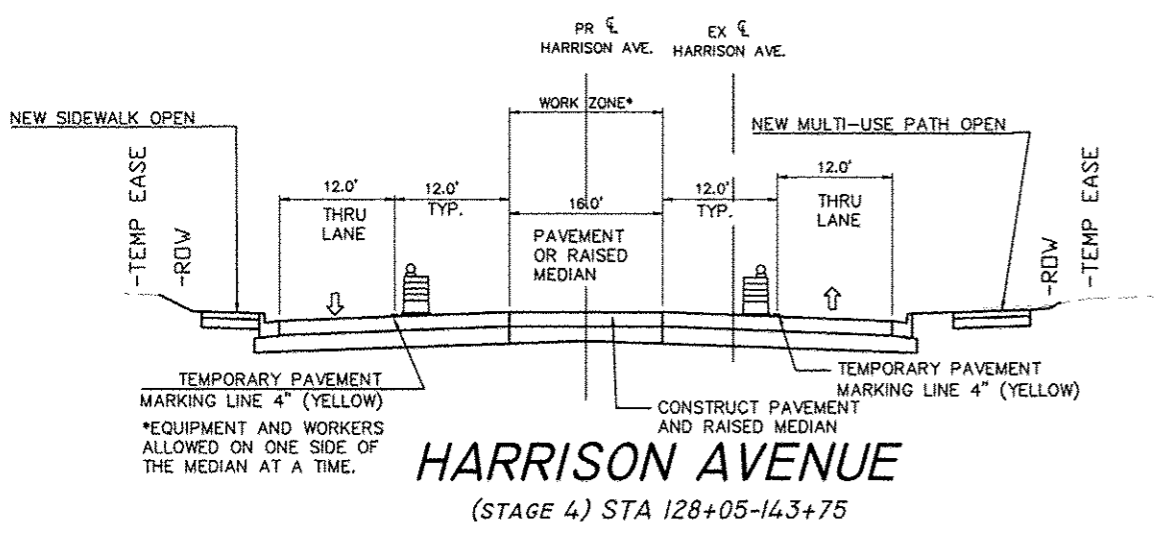 PR ℄
HARRISON AVE.
EX ℄
HARRISON AVE.
WORK ZONE*
NEW SIDEWALK OPEN
NEW MULTI-USE PATH OPEN
-TEMP EASE
-ROW
12.0'
THRU
LANE
12.0'
TYP.
16.0'
PAVEMENT
OR RAISED
MEDIAN
12.0'
TYP.
12.0'
THRU
LANE
-ROW
-TEMP EASE
TEMPORARY PAVEMENT
MARKING LINE 4" (YELLOW)
*EQUIPMENT AND WORKERS
ALLOWED ON ONE SIDE OF
THE MEDIAN AT A TIME.
CONSTRUCT PAVEMENT
AND RAISED MEDIAN
TEMPORARY PAVEMENT
MARKING LINE 4" (YELLOW)
HARRISON AVENUE
(STAGE 4) STA 128+05-143+75